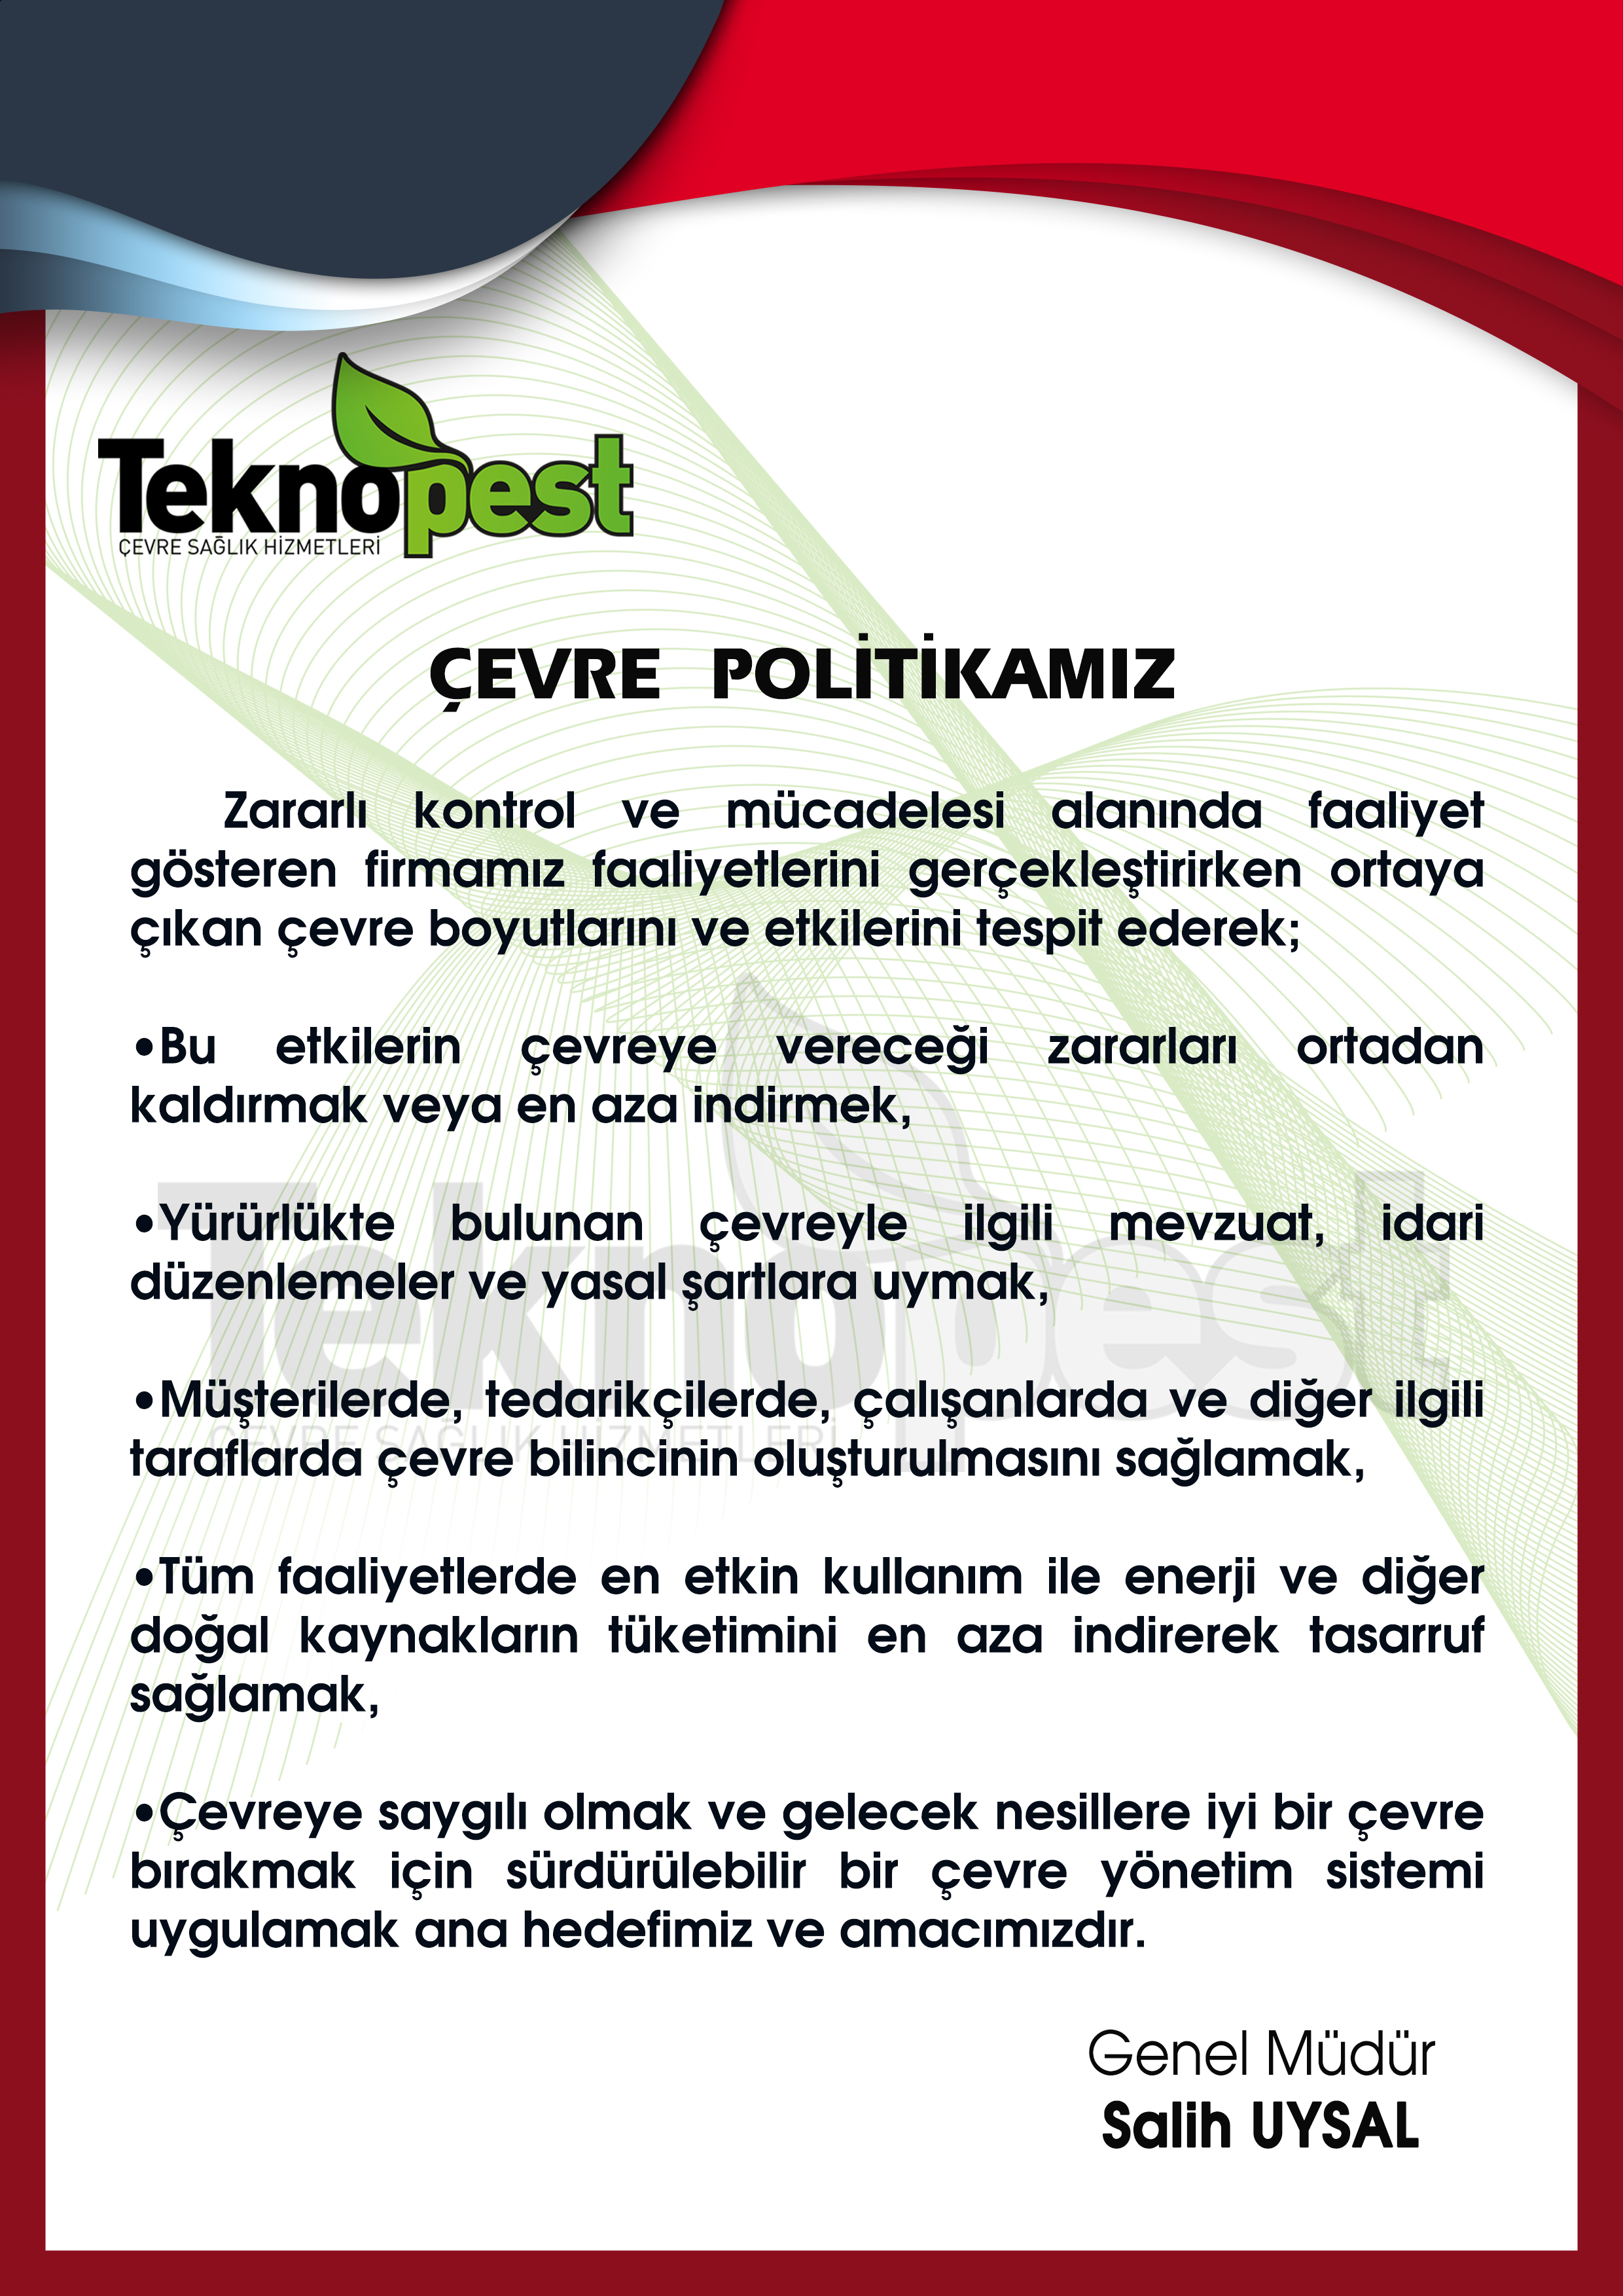 Teknopest
ÇEVRE SAĞLIK HİZMETLERİ
ÇEVRE POLİTİKAMIZ
Zararlı kontrol ve mücadelesi alanında faaliyet
gösteren firmamız faaliyetlerini gerçekleştirirken ortaya
çıkan çevre boyutlarını ve etkilerini tespit ederek;
•Bu etkilerin çevreye vereceği zararları ortadan
kaldırmak veya en aza indirmek,
•Yürürlükte bulunan çevreyle ilgili mevzuat, idari
düzenlemeler ve yasal şartlara uymak,
•Müşterilerde, tedarikçilerde, çalışanlarda ve diğer ilgili
taraflarda çevre bilincinin oluşturulmasını sağlamak,
•Tüm faaliyetlerde en etkin kullanım ile enerji ve diğer
doğal kaynakların tüketimini en aza indirerek tasarruf
sağlamak,
•Çevreye saygılı olmak ve gelecek nesillere iyi bir çevre
bırakmak için sürdürülebilir bir çevre yönetim sistemi
uygulamak ana hedefimiz ve amacımızdır.
Genel Müdür
Salih UYSAL
Teknopest
ÇEVRE SAĞLIK HİZMETLERİ